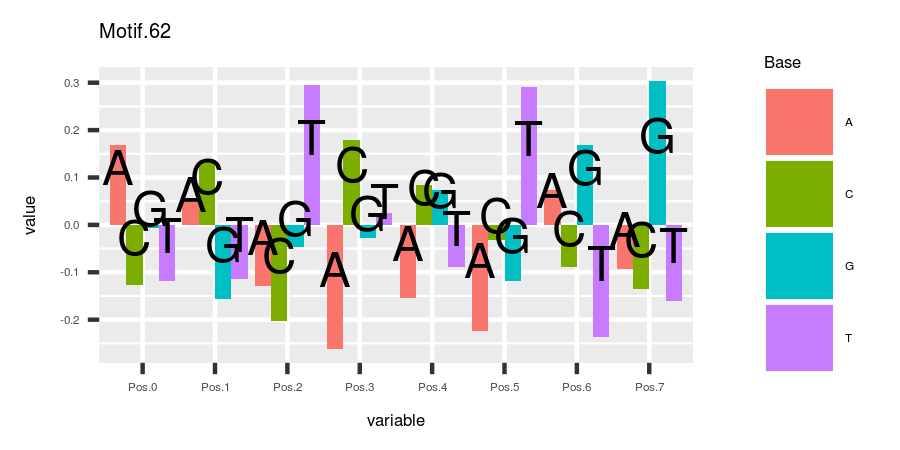 Motif.62
Base
0.3
0.2
0.1
0.0
-0.1
-0.2
value
A C G T A C G T A C G T A C G T A C G T A C G T A C G T A C G T
A
C
G
T
Pos.0 Pos.1 Pos.2 Pos.3 Pos.4 Pos.5 Pos.6 Pos.7
variable